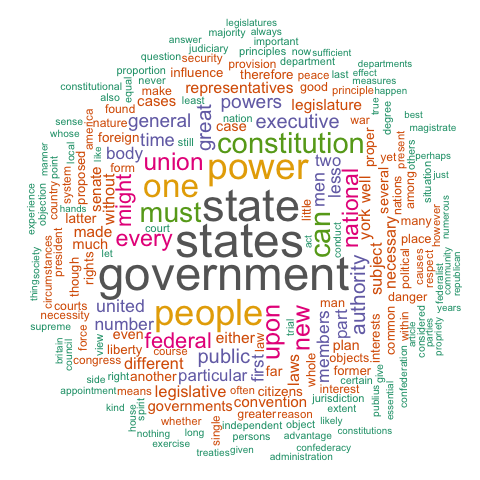 legislatures
majority always
answer judiciary important
question security principles now sufficient
proportion influence provision department departments
never therefore peace last effect
constitutional make representatives good measures
also equal cases powers principle happen
found great legislature true
sense nature general executive war degree best
whose america foreign time case proper magistrate
local body constitution yet present perhaps
manner point like still two several others
objection system proposed senate form union power men less york well nations among situation just
experience country hands without might one state can national necessary numerous
latter must little many however
circumstances president made every states act conduct authority subject place causes respect community republican
things society though much court political federalist
rights let government danger years
courts united people upon new man part interests common within considered parties
necessity number trial members article propriety
supreme force even federal either law plan
britain council view liberty course public first objects. former confederation essential
congress different far laws whole interest give
side right another particular certain publius
appointment means legislative often citizens jurisdiction
kind house spirit governments convention greater reason extent constitutions
whether single independent object likely
nothing long persons advantage
exercise treaties given confederacy
administration